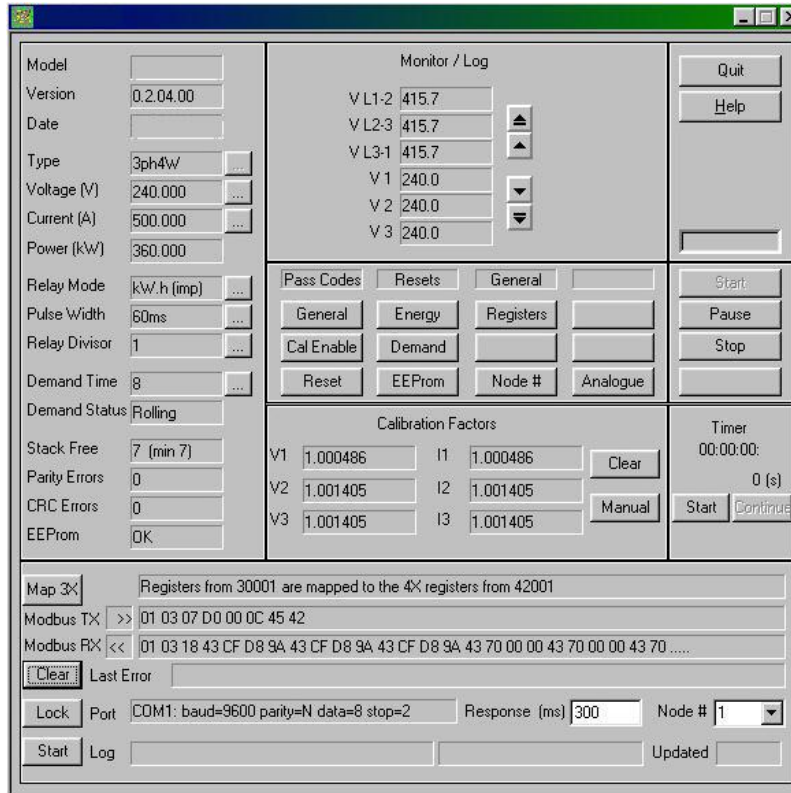 Model
Version 0.2.04.00
Date
Type 3ph4W ...
Voltage (V) 240.000 ...
Current (A) 500.000 ...
Power (kW) 360.000
Relay Mode kW.h (imp) ...
Pulse Width 60ms ...
Relay Divisor 1 ...
Demand Time 8 ...
Demand Status Rolling
Stack Free 7 (min 7)
Parity Errors 0
CRC Errors 0
EEProm OK
Monitor / Log
V L1-2 415.7
V L2-3 415.7
V L3-1 415.7
V 1 240.0
V 2 240.0
V 3 240.0
Quit
Help
Pass Codes Resets General
General Energy Registers
Cal Enable Demand
Reset EEProm Node # Analogue
Start
Pause
Stop
Calibration Factors
V1 1.000486 I1 1.000486 Clear
V2 1.001405 I2 1.001405
V3 1.001405 I3 1.001405 Manual
Timer
00:00:00:
0 (s)
Start Continue
Map 3X Registers from 30001 are mapped to the 4X registers from 42001
Modbus TX >> 01 03 07 D0 00 0C 45 42
Modbus RX << 01 03 18 43 CF D8 9A 43 CF D8 9A 43 CF D8 9A 43 70 00 00 43 70 00 00 43 70 .....
Clear Last Error
Lock Port COM1: baud=9600 parity=N data=8 stop=2 Response (ms) 300 Node # 1
Start Log Updated